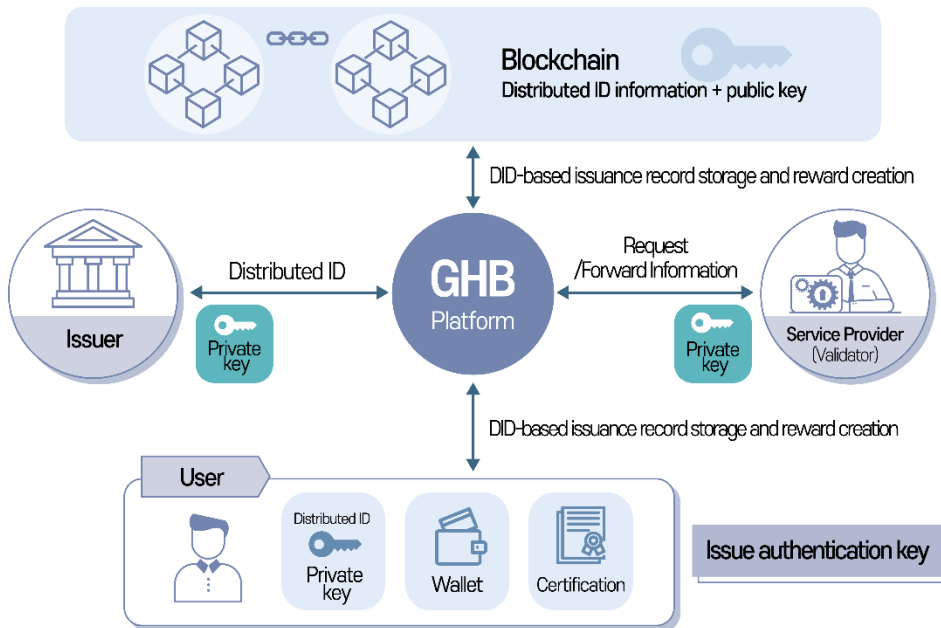 Blockchain
Distributed ID information + public key
DID-based issuance record storage and reward creation
Issuer
Distributed ID
Private
key
GHB
Platform
Request
/Forward Information
Private
key
Service Provider
(Validator)
DID-based issuance record storage and reward creation
User
Distributed ID
Private
key
Wallet
Certification
Issue authentication key